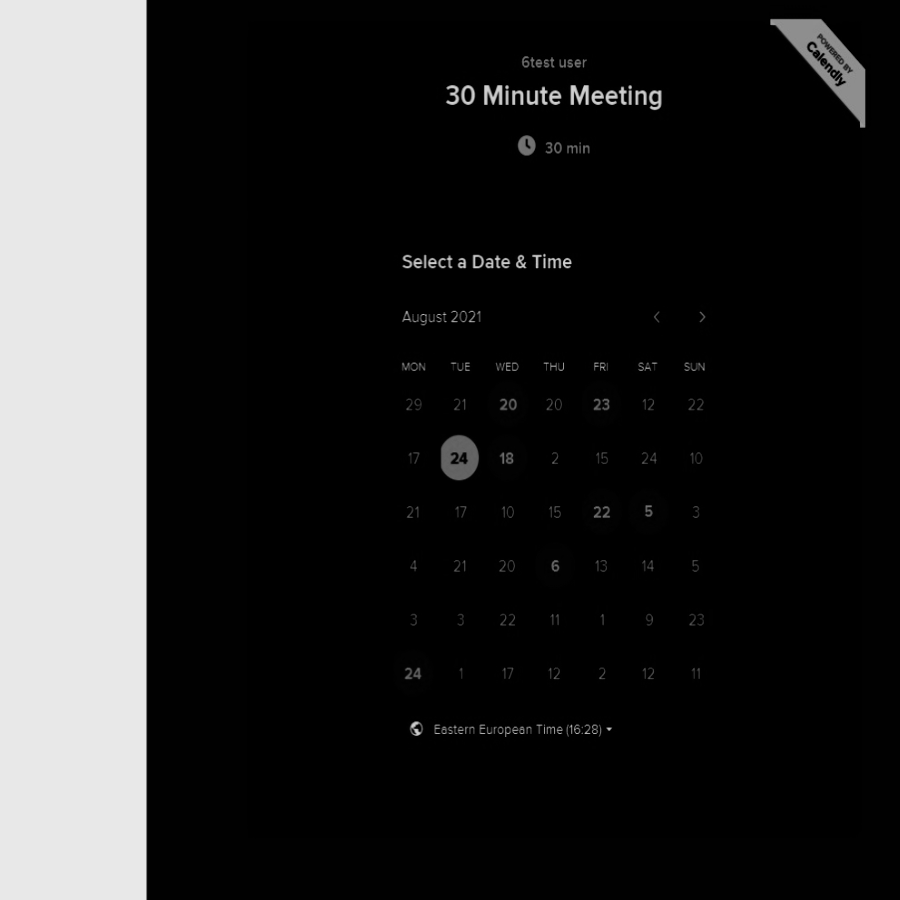 POWERED BY
Calendly
6test user
30 Minute Meeting
30 min
Select a Date & Time
August 2021
MON TUE WED THU FRI SAT SUN
29 21 20 20 23 12 22
17 24 18 2 15 24 10
21 17 10 15 22 5 3
4 21 20 6 13 14 5
3 3 22 11 1 9 23
24 1 17 12 2 12 11
Eastern European Time (16:28)